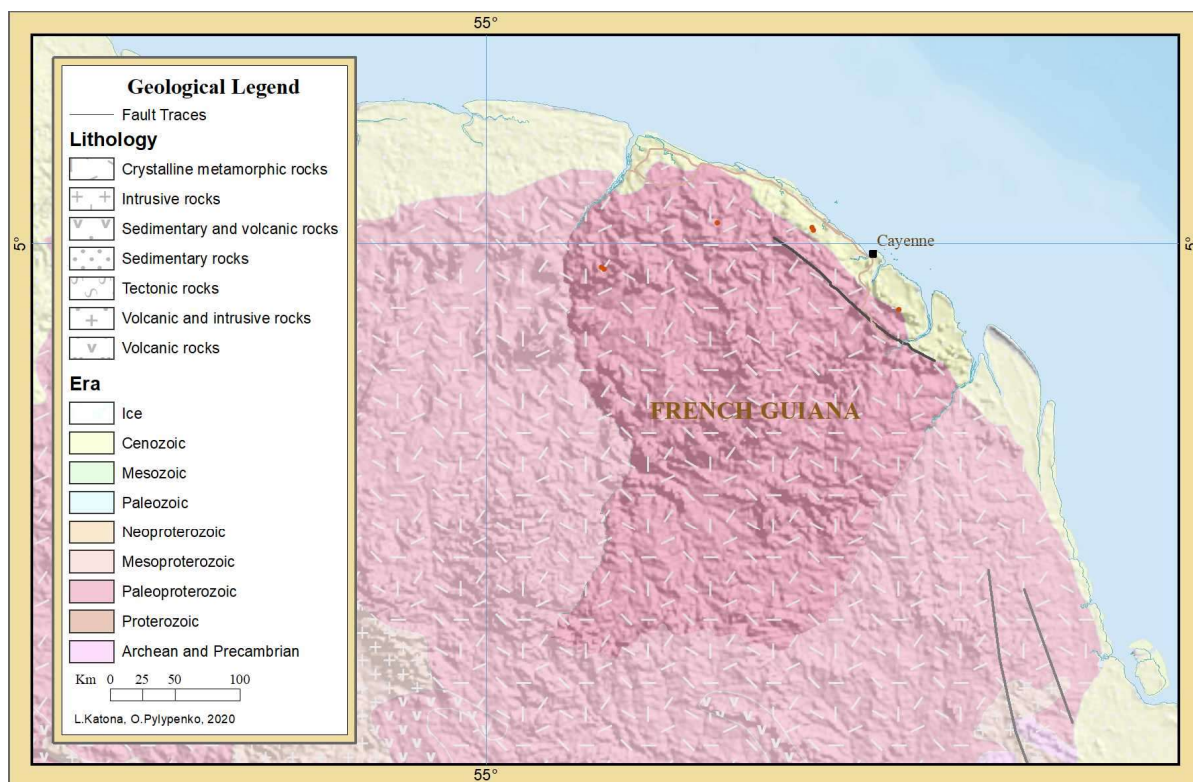 55°
Geological Legend
Fault Traces
Lithology
Crystalline metamorphic rocks
Intrusive rocks
Sedimentary and volcanic rocks
Sedimentary rocks
Tectonic rocks
Volcanic and intrusive rocks
Volcanic rocks
Era
Ice
Cenozoic
Mesozoic
Paleozoic
Neoproterozoic
Mesoproterozoic
Paleoproterozoic
Proterozoic
Archean and Precambrian
Km 0 25 50 100
L.Katona, O.Pylypenko, 2020
5°
5°
Cayenne
FRENCH GUIANA
55°